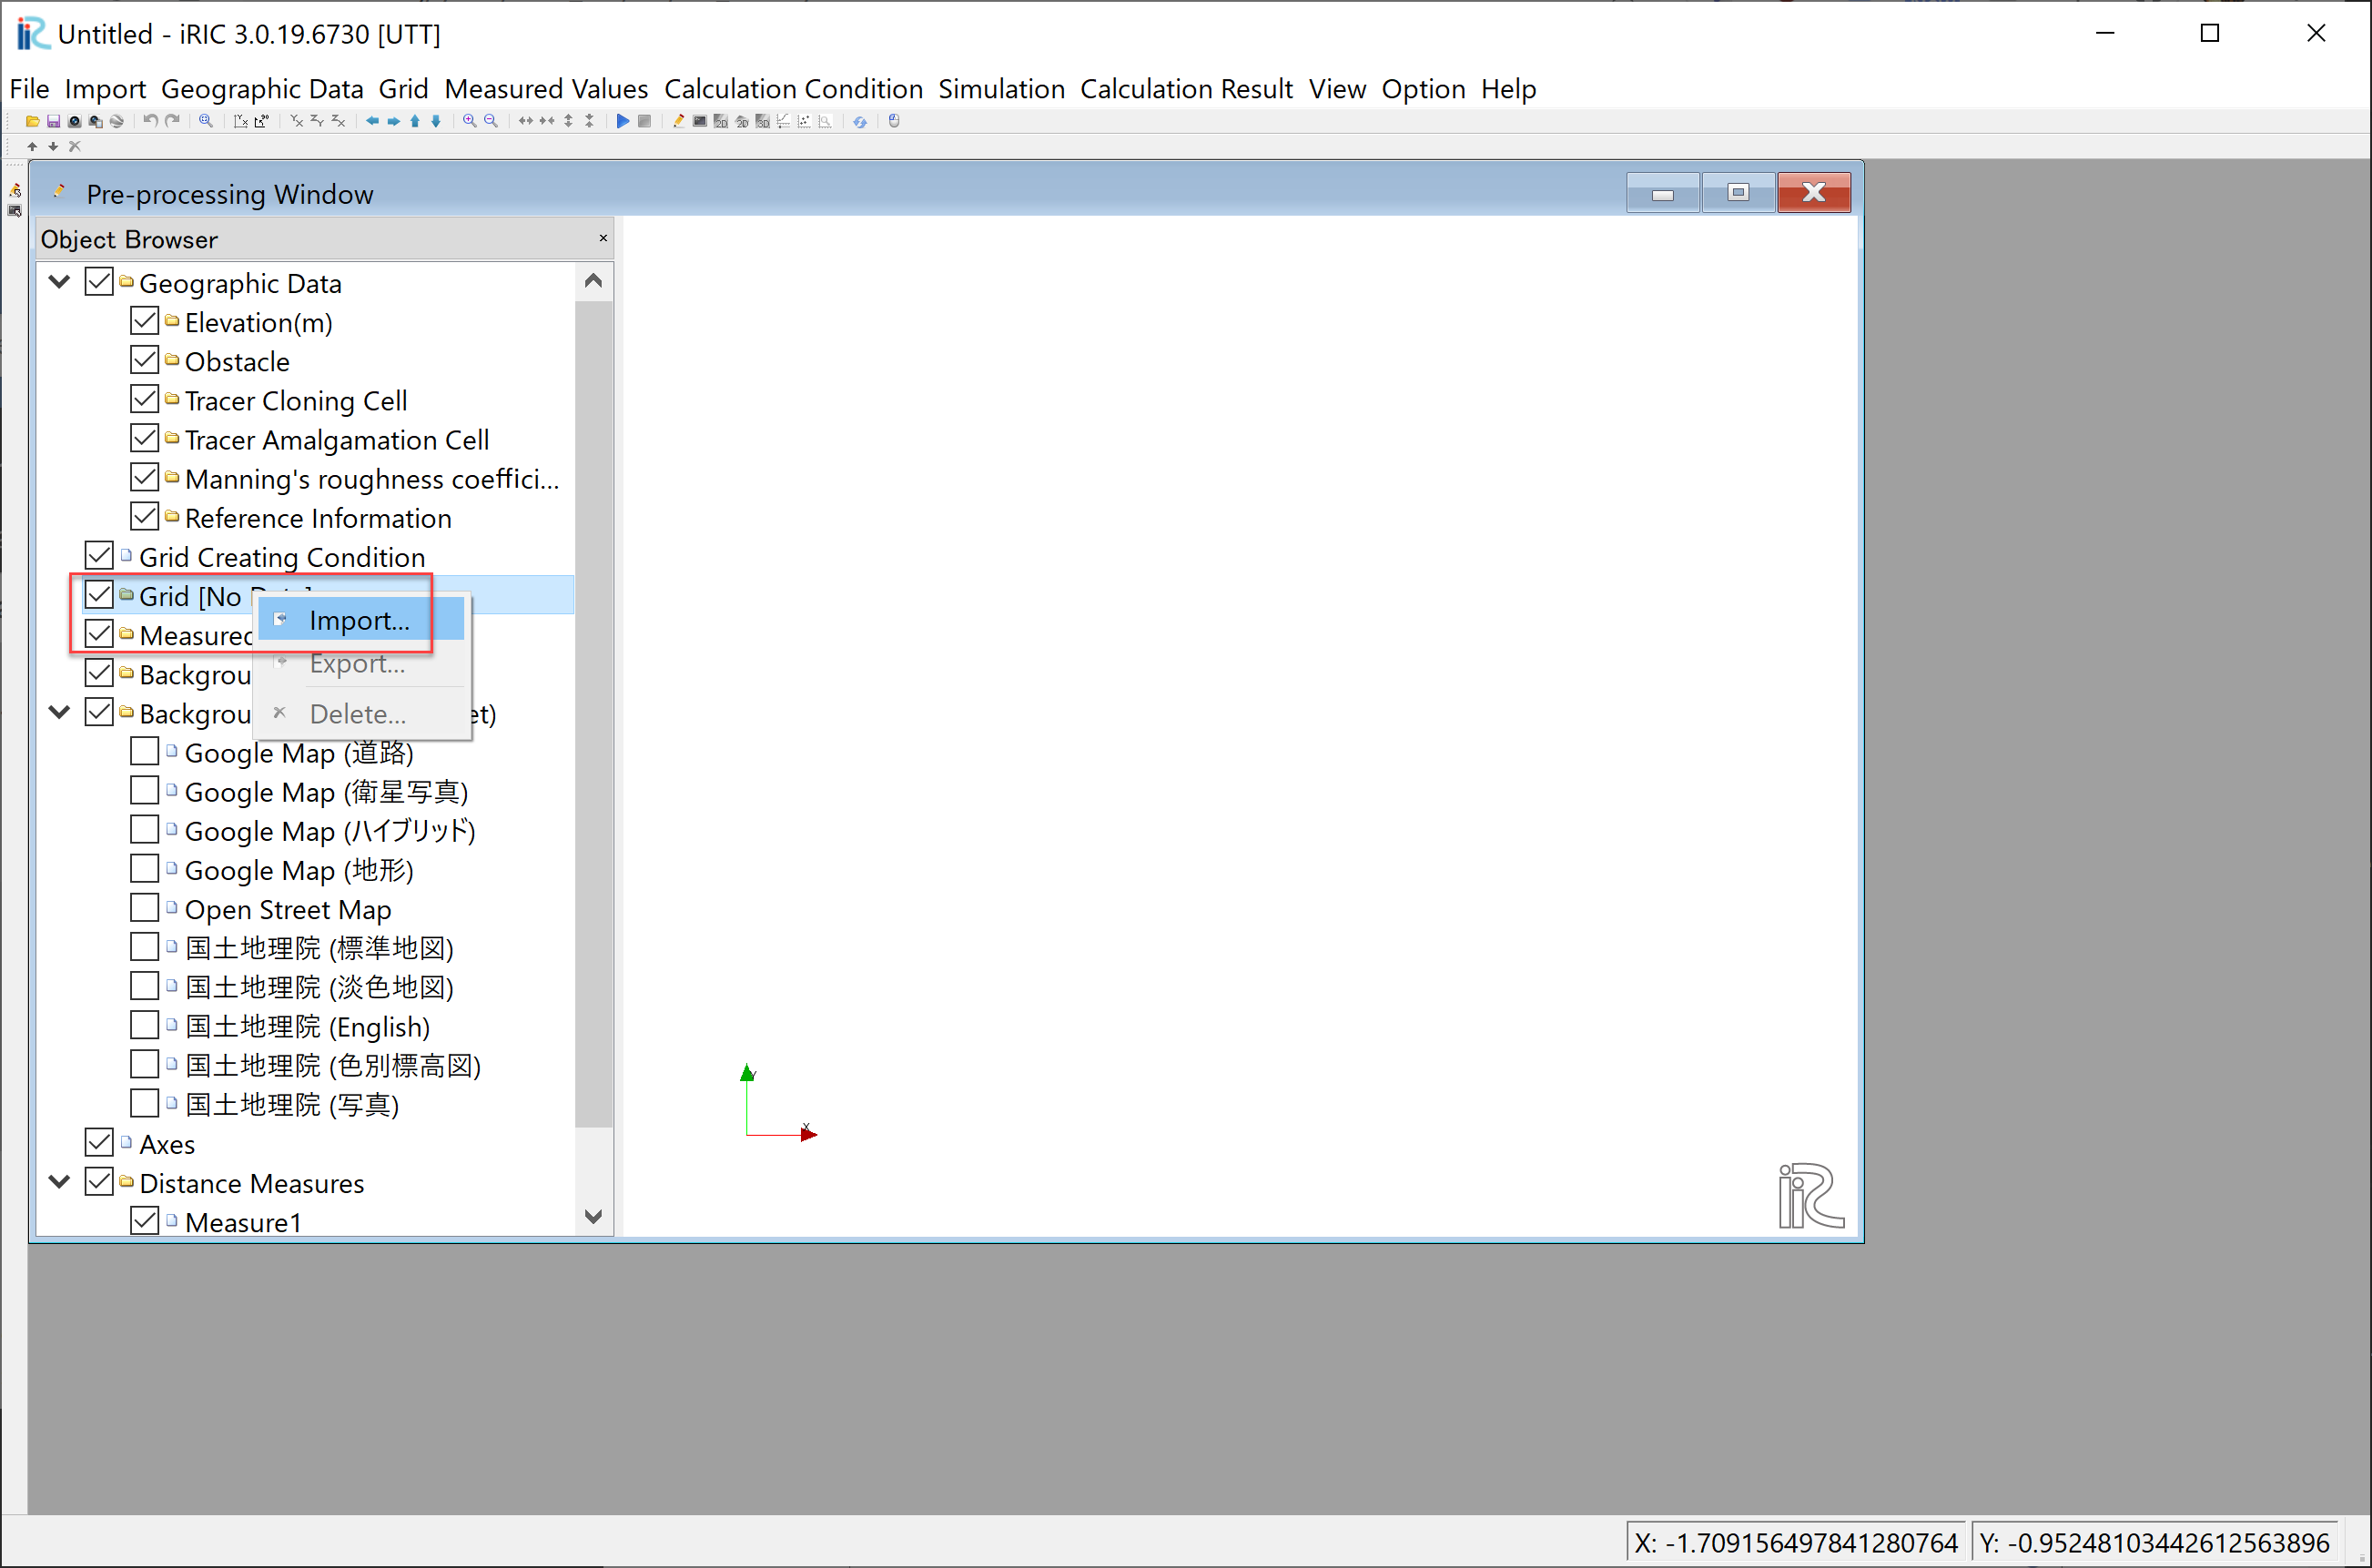 Untitled - iRIC 3.0.19.6730 [UTT]
File Import Geographic Data Grid Measured Values Calculation Condition Simulation Calculation Result View Option Help
Pre-processing Window
Object Browser
Geographic Data
Elevation(m)
Obstacle
Tracer Cloning Cell
Tracer Amalgamation Cell
Manning's roughness coeffici...
Reference Information
Grid Creating Condition
Grid [No
Import...
Measured
Export...
Backgrou
Backgrou
Delete...
et)
Google Map (道路)
Google Map (衛星写真)
Google Map (ハイブリッド)
Google Map (地形)
Open Street Map
国土地理院 (標準地図)
国土地理院 (淡色地図)
国土地理院 (English)
国土地理院 (色別標高図)
国土地理院 (写真)
Axes
Distance Measures
Measure1
Y
X
iRiC
X: -1.709156497841280764
Y: -0.95248103442612563896